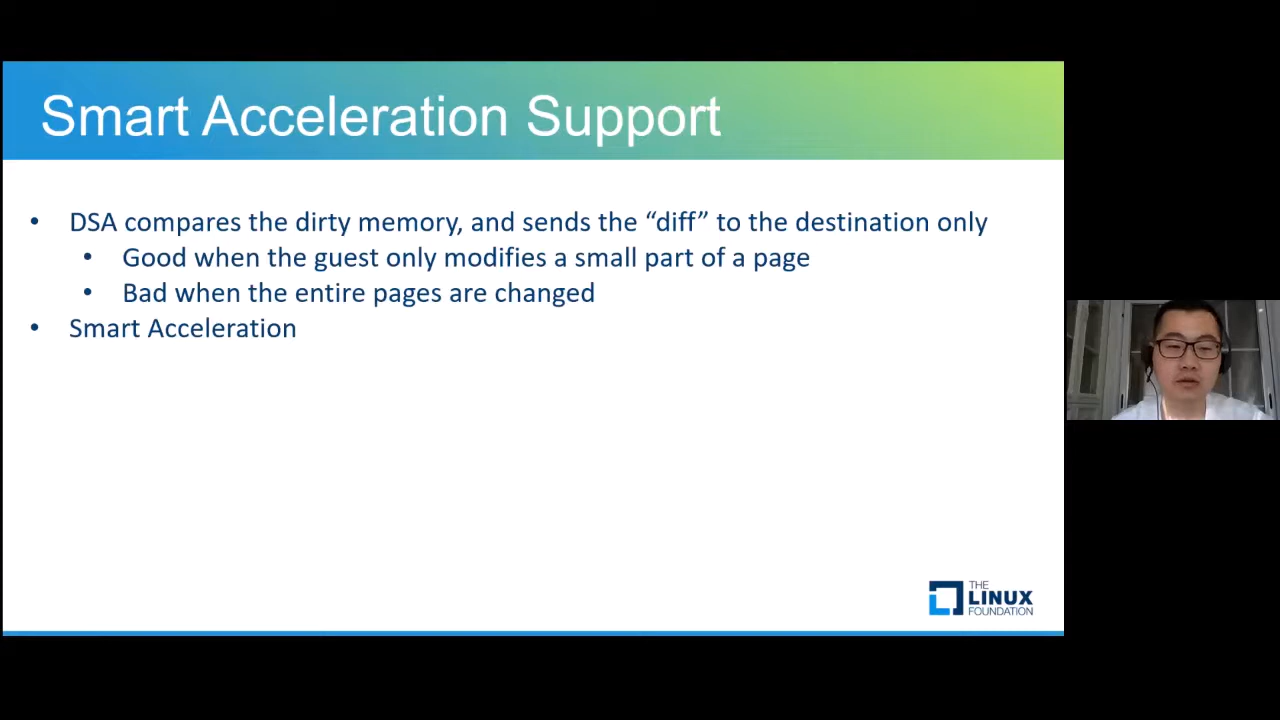 Smart Acceleration Support
• DSA compares the dirty memory, and sends the “diff” to the destination only
• Good when the guest only modifies a small part of a page
• Bad when the entire pages are changed
• Smart Acceleration
THE
LINUX
FOUNDATION